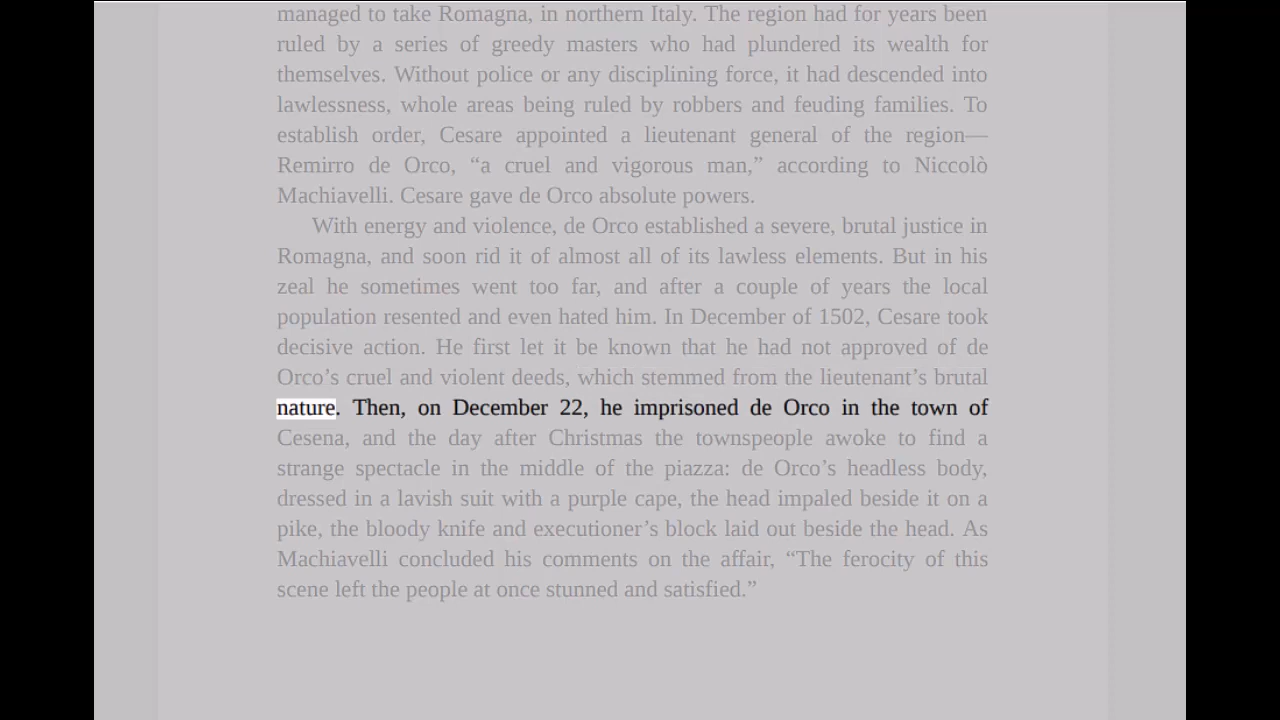 managed to take Romagna, in northern Italy. The region had for years been
ruled by a series of greedy masters who had plundered its wealth for
themselves. Without police or any disciplining force, it had descended into
lawlessness, whole areas being ruled by robbers and feuding families. To
establish order, Cesare appointed a lieutenant general of the region—
Remirro de Orco, “a cruel and vigorous man,” according to Niccolò
Machiavelli. Cesare gave de Orco absolute powers.
With energy and violence, de Orco established a severe, brutal justice in
Romagna, and soon rid it of almost all of its lawless elements. But in his
zeal he sometimes went too far, and after a couple of years the local
population resented and even hated him. In December of 1502, Cesare took
decisive action. He first let it be known that he had not approved of de
Orco’s cruel and violent deeds, which stemmed from the lieutenant’s brutal
nature. Then, on December 22, he imprisoned de Orco in the town of
Cesena, and the day after Christmas the townspeople awoke to find a
strange spectacle in the middle of the piazza: de Orco’s headless body,
dressed in a lavish suit with a purple cape, the head impaled beside it on a
pike, the bloody knife and executioner’s block laid out beside the head. As
Machiavelli concluded his comments on the affair, “The ferocity of this
scene left the people at once stunned and satisfied.”